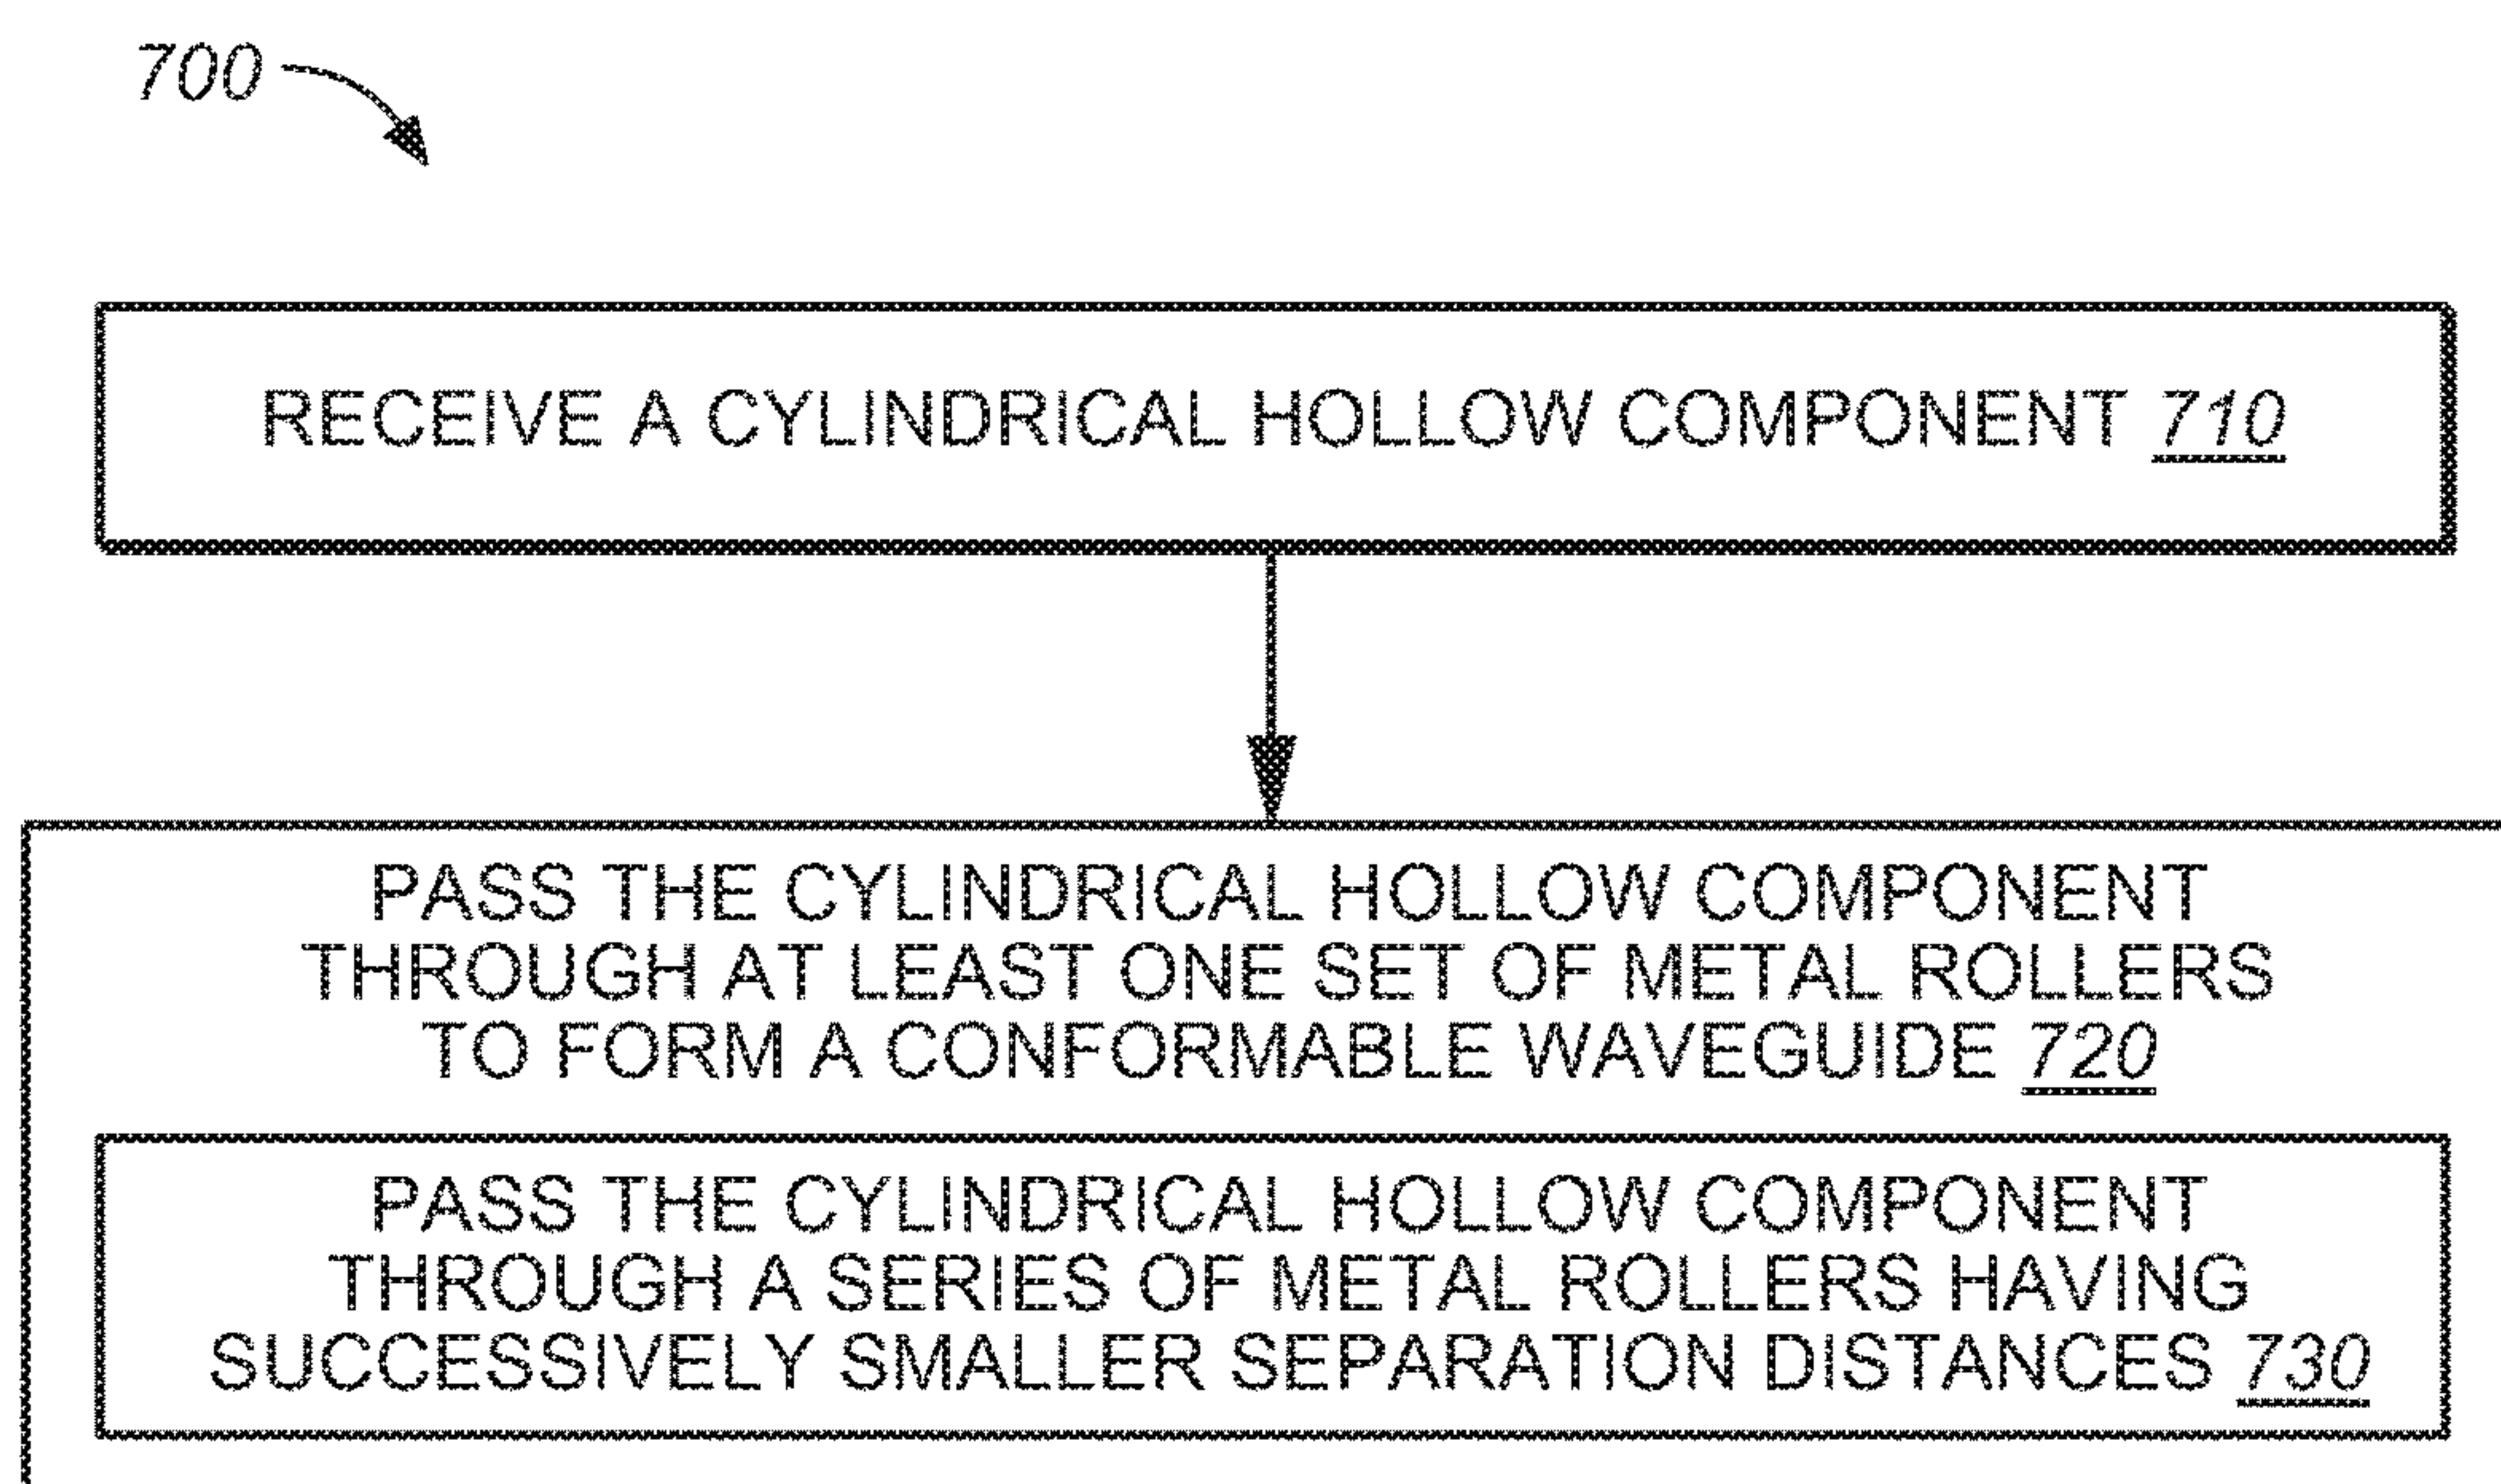 700
RECEIVE A CYLINDRICAL HOLLOW COMPONENT 710
PASS THE CYLINDRICAL HOLLOW COMPONENT
THROUGH AT LEAST ONE SET OF METAL ROLLERS
TO FORM A CONFORMABLE WAVEGUIDE 720
PASS THE CYLINDRICAL HOLLOW COMPONENT
THROUGH A SERIES OF METAL ROLLERS HAVING
SUCCESSIVELY SMALLER SEPARATION DISTANCES 730